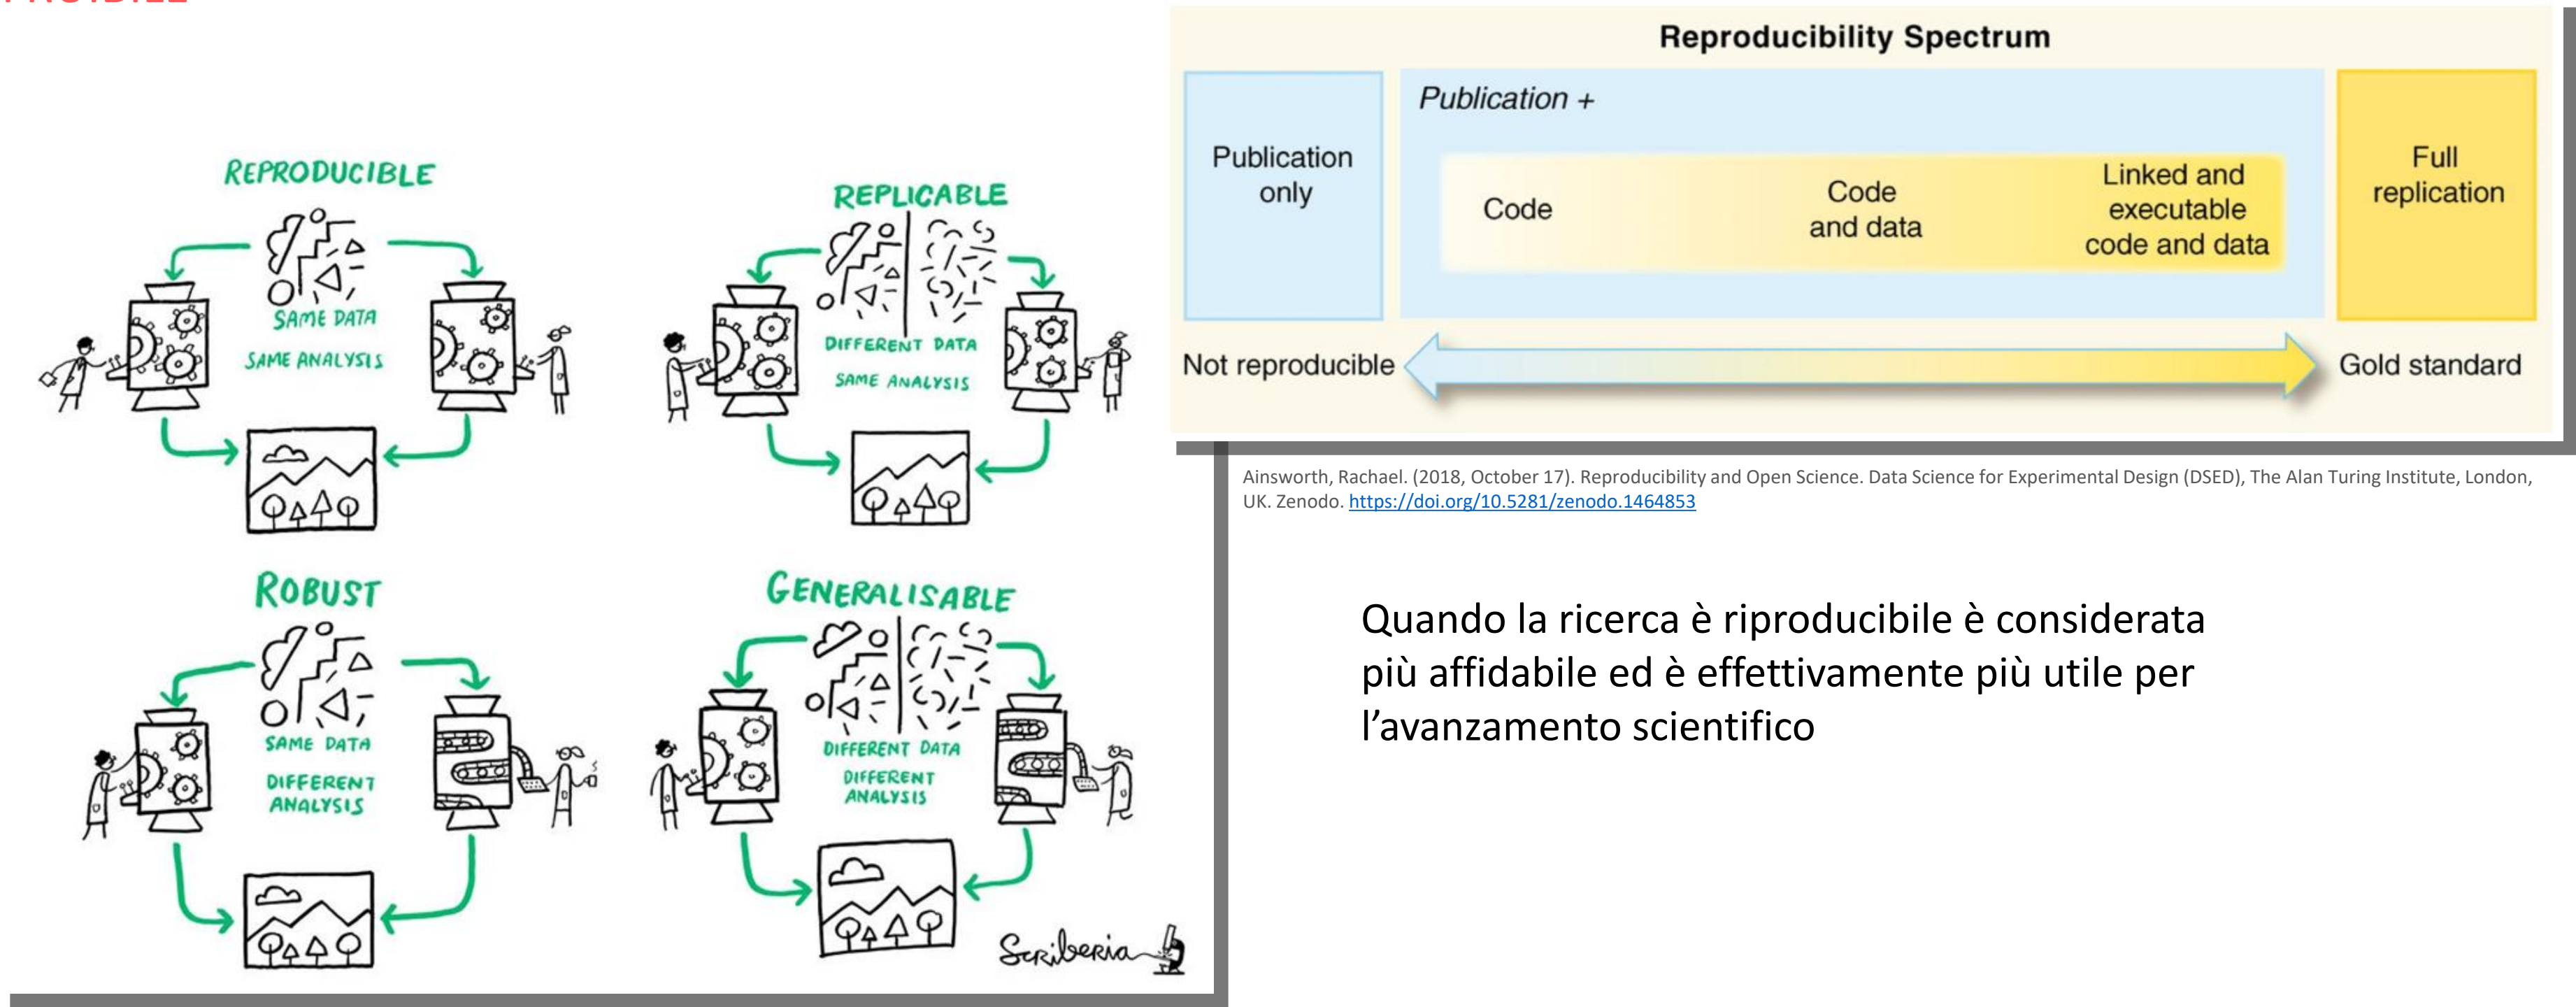 REPRODUCIBLE
SAME DATA
SAME ANALYSIS
REPLICABLE
DIFFERENT DATA
SAME ANALYSIS
ROBUST
SAME DATA
DIFFERENT
ANALYSIS
GENERALISABLE
DIFFERENT DATA
DIFFERENT
ANALYSIS
Scriberia
Reproducibility Spectrum
Publication
only
Publication +
Code
Code
and data
Linked and
executable
code and data
Full
replication
Not reproducible
Gold standard
Ainsworth, Rachael. (2018, October 17). Reproducibility and Open Science. Data Science for Experimental Design (DSED), The Alan Turing Institute, London,
UK. Zenodo. https://doi.org/10.5281/zenodo.1464853
Quando la ricerca è riproducibile è considerata
più affidabile ed è effettivamente più utile per
l’avanzamento scientifico